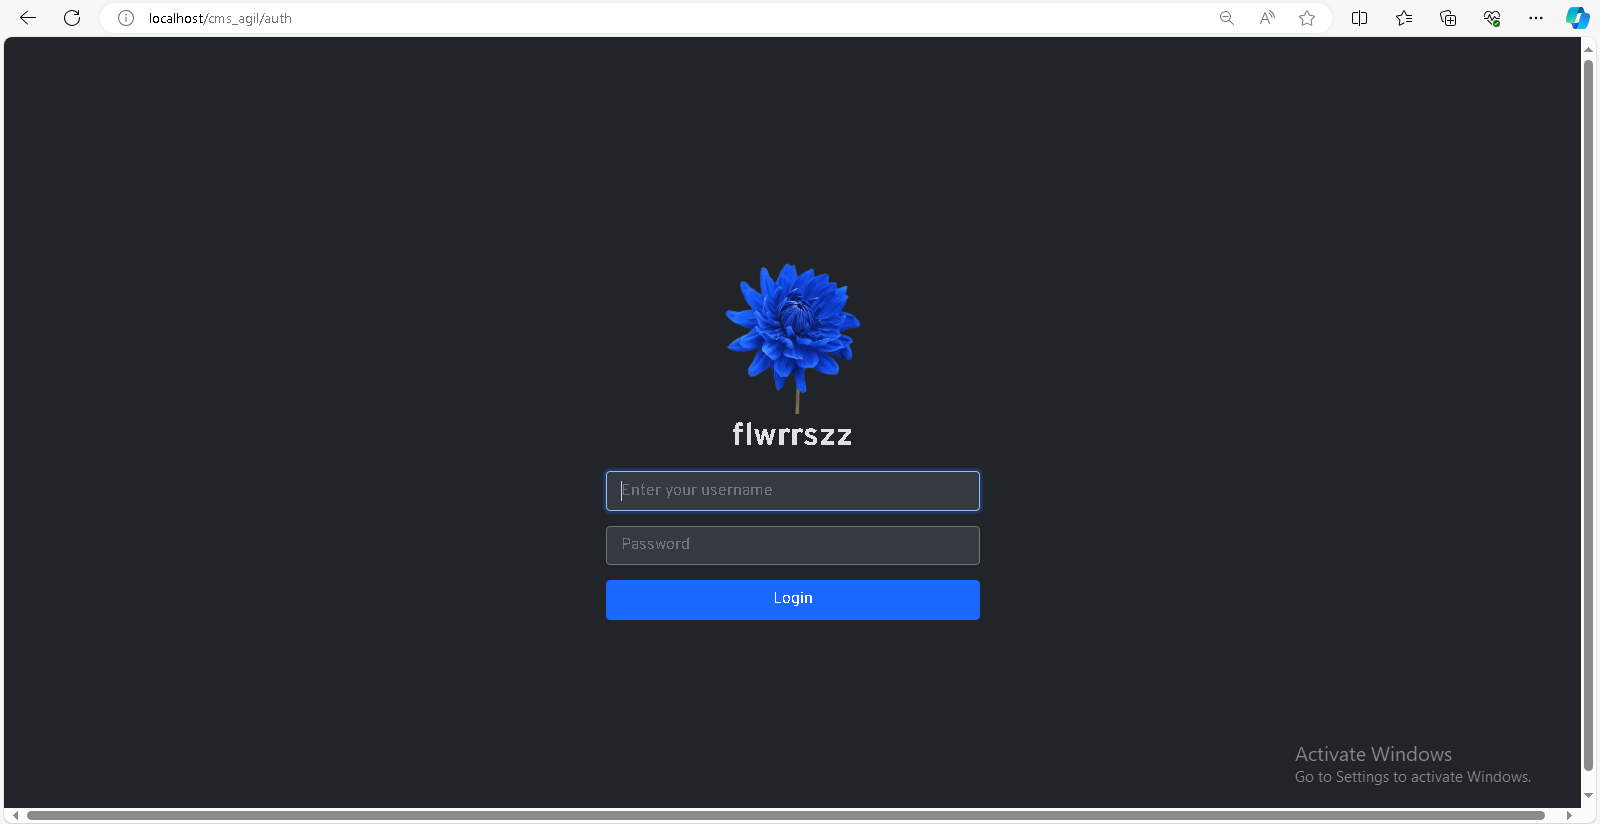 localhost/cms_agil/auth
flwrrszz
Enter your username
Password
Login
Activate Windows
Go to Settings to activate Windows.